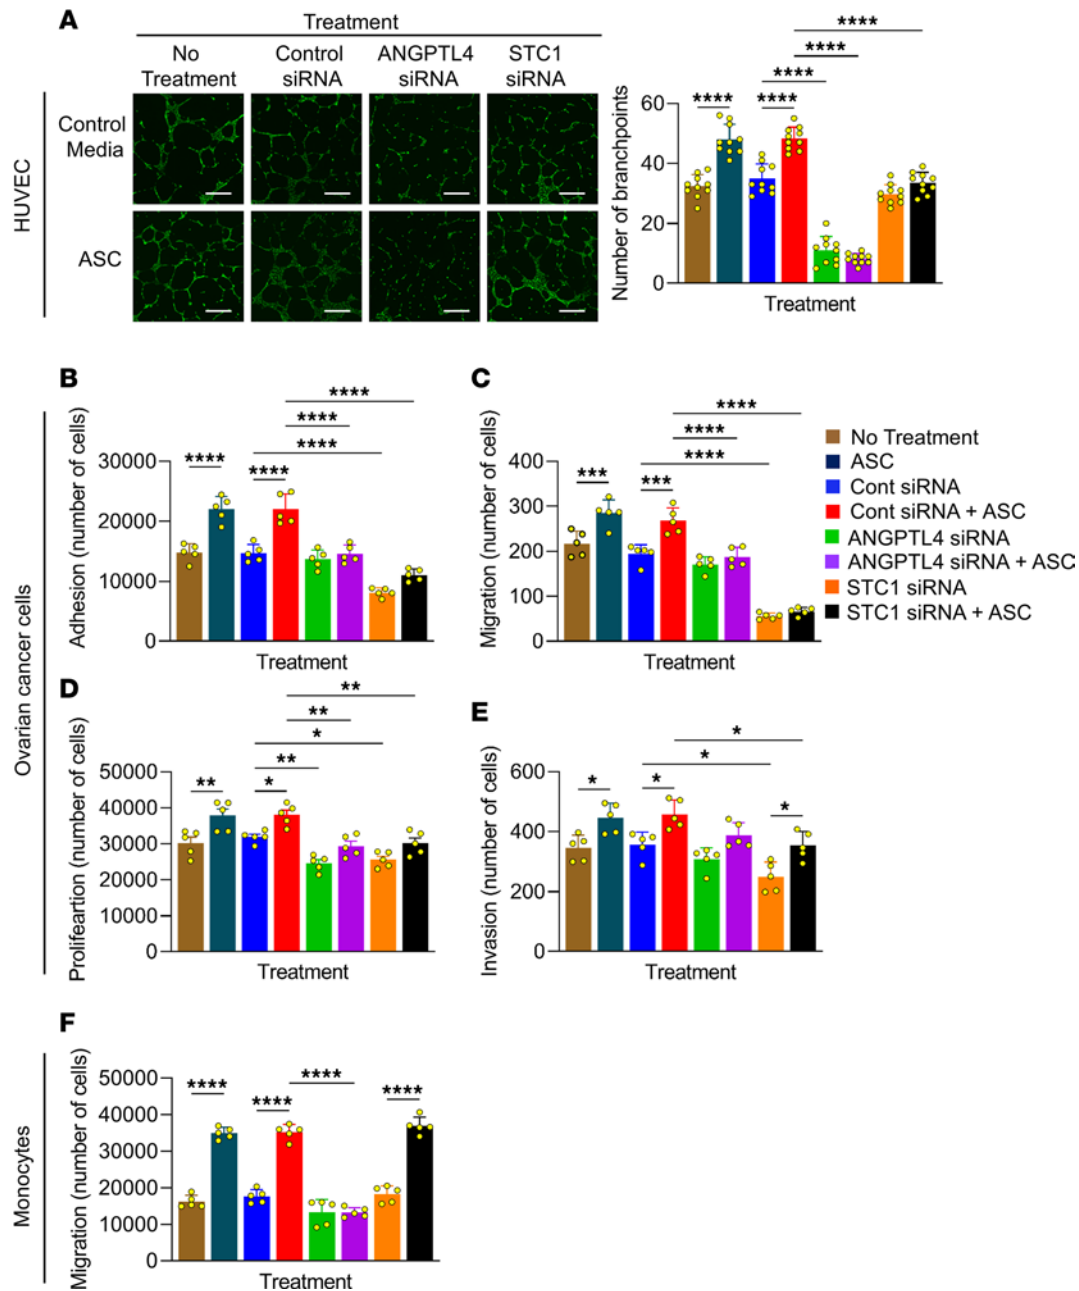 A
Treatment
No Treatment
Control siRNA
ANGPTL4 siRNA
STC1 siRNA
HUVEC
Control Media
ASC
Number of branchpoints
60
40
20
0
****
****
****
****
****
Treatment
Ovarian cancer cells
B
Adhesion (number of cells)
30000
20000
10000
0
****
****
****
****
****
Treatment
C
Migration (number of cells)
400
300
200
100
0
****
****
****
***
***
Treatment
No Treatment
ASC
Cont siRNA
Cont siRNA + ASC
ANGPTL4 siRNA
ANGPTL4 siRNA + ASC
STC1 siRNA
STC1 siRNA + ASC
D
Prolifeartion (number of cells)
50000
40000
30000
20000
10000
0
**
**
*
**
**
*
Treatment
E
Invasion (number of cells)
600
400
200
0
*
*
*
*
*
Treatment
Monocytes
F
Migration (number of cells)
50000
40000
30000
20000
10000
0
****
****
****
****
Treatment